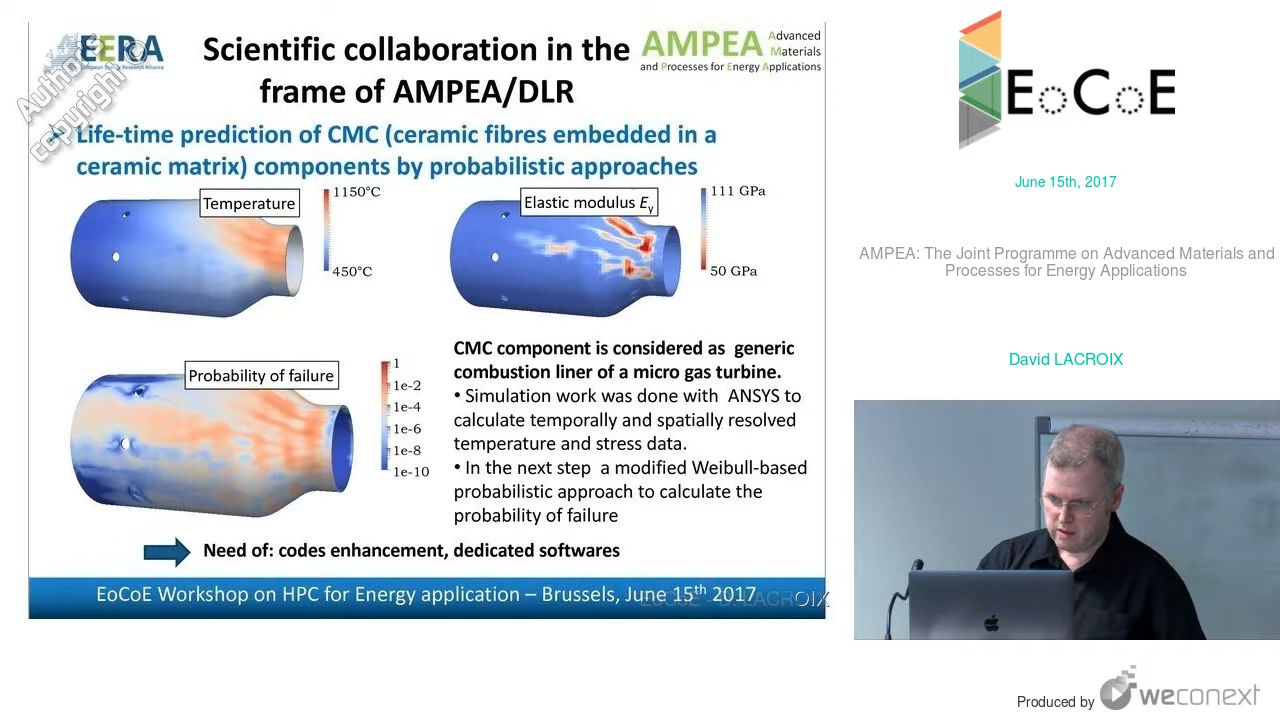 EERA
European Energy Research Alliance
Authors
copyright ©
Scientific collaboration in the
frame of AMPEA/DLR
AMPEA Advanced
Materials
and Processes for Energy Applications
Life-time prediction of CMC (ceramic fibres embedded in a
ceramic matrix) components by probabilistic approaches
Temperature
1150°C
450°C
Elastic modulus Ey
111 GPa
50 GPa
Probability of failure
1
1e-2
1e-4
1e-6
1e-8
1e-10
CMC component is considered as generic
combustion liner of a micro gas turbine.
• Simulation work was done with ANSYS to
calculate temporally and spatially resolved
temperature and stress data.
• In the next step a modified Weibull-based
probabilistic approach to calculate the
probability of failure
Need of: codes enhancement, dedicated softwares
EoCoE Workshop on HPC for Energy application – Brussels, June 15th 2017
EoCoE - D. LACROIX
EoCoE
June 15th, 2017
AMPEA: The Joint Programme on Advanced Materials and
Processes for Energy Applications
David LACROIX
Produced by weconext